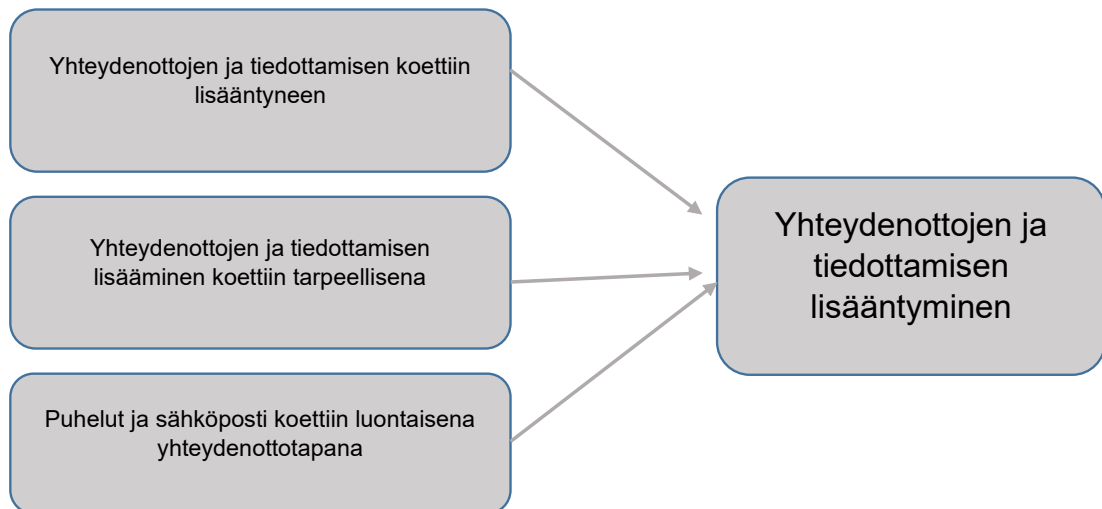 Yhteydenottojen ja tiedottamisen koettiin
lisääntyneen
Yhteydenottojen ja tiedottamisen
lisääminen koettiin tarpeellisena
Puhelut ja sähköposti koettiin luontaisena
yhteydenottotapana
Yhteydenottojen ja
tiedottamisen
lisääntyminen